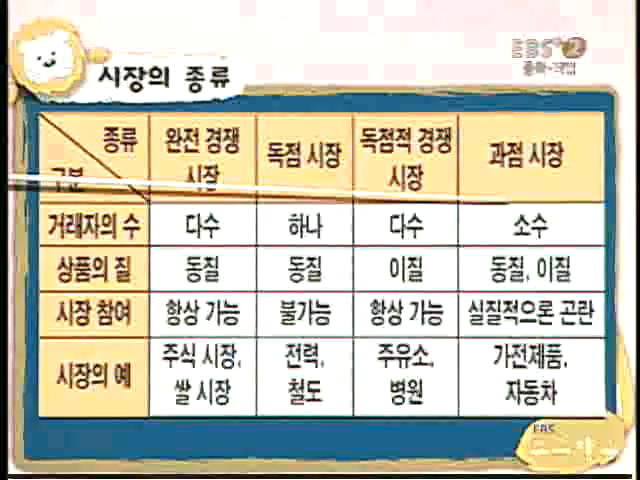 EBS 2
시장의 종류
종류
구분
완전 경쟁
시장
독점 시장
독점적 경쟁
시장
과점 시장
거래자의 수 다수 하나 다수 소수
상품의 질 동질 동질 이질 동질, 이질
시장 참여 항상 가능 불가능 항상 가능 실질적으론 곤란
시장의 예
주식 시장,
쌀 시장
전력,
철도
주유소,
병원
가전제품,
자동차
EBS